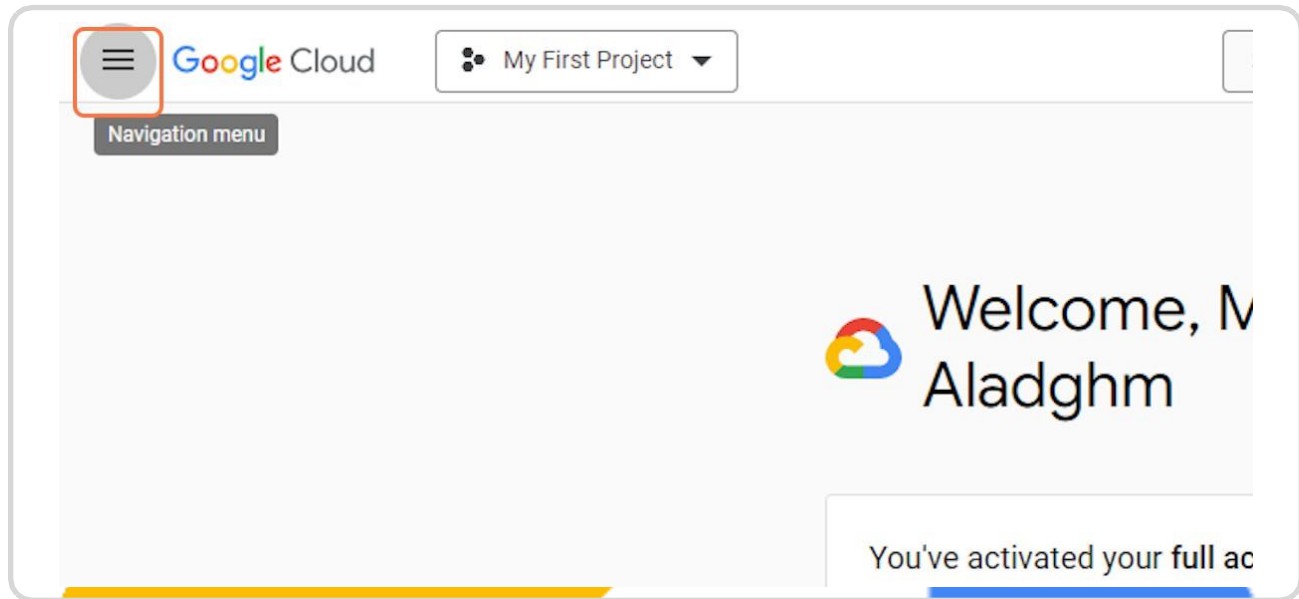 Google Cloud
My First Project
Navigation menu
Welcome, M
Aladghm
You've activated your full ac